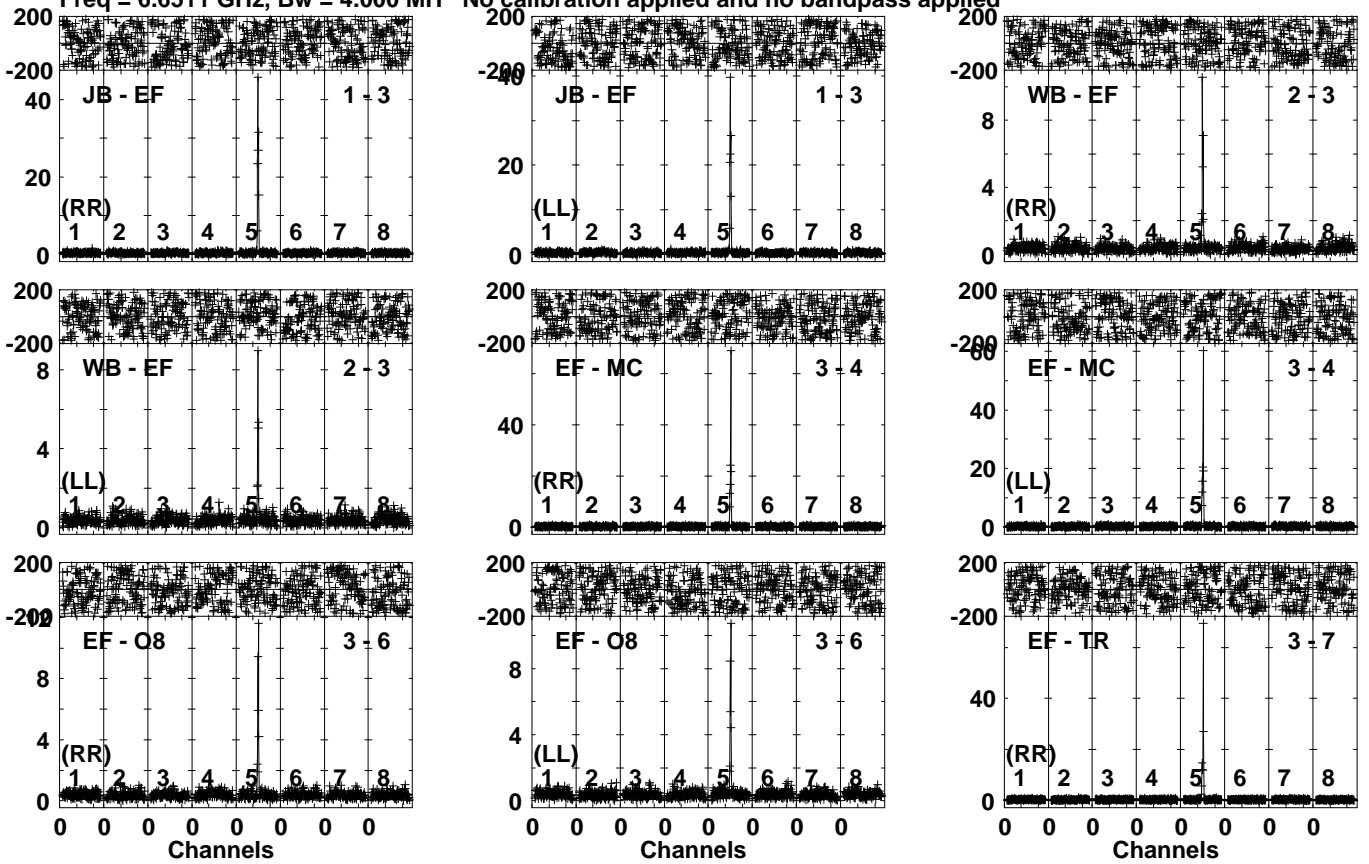 Freq = 6.6511 GHz, Bw = 4.000 MH No calibration applied and no bandpass applied
200
-200
40
20
0
JB - EF 1 - 3
(RR)
1 2 3 4 5 6 7 8
200
-200
40
20
0
JB - EF 1 - 3
(LL)
1 2 3 4 5 6 7 8
200
-200
8
4
0
WB - EF 2 - 3
(RR)
1 2 3 4 5 6 7 8
200
-200
8
4
0
WB - EF 2 - 3
(LL)
1 2 3 4 5 6 7 8
200
-200
40
0
EF - MC 3 - 4
(RR)
1 2 3 4 5 6 7 8
200
-200
60
40
20
0
EF - MC 3 - 4
(LL)
1 2 3 4 5 6 7 8
200
-200
12
8
4
0
EF - O8 3 - 6
(RR)
1 2 3 4 5 6 7 8
0 0 0 0 0 0 0 0
Channels
200
-200
8
4
0
EF - O8 3 - 6
(LL)
1 2 3 4 5 6 7 8
0 0 0 0 0 0 0 0
Channels
200
-200
40
0
EF - TR 3 - 7
(RR)
1 2 3 4 5 6 7 8
0 0 0 0 0 0 0 0
Channels